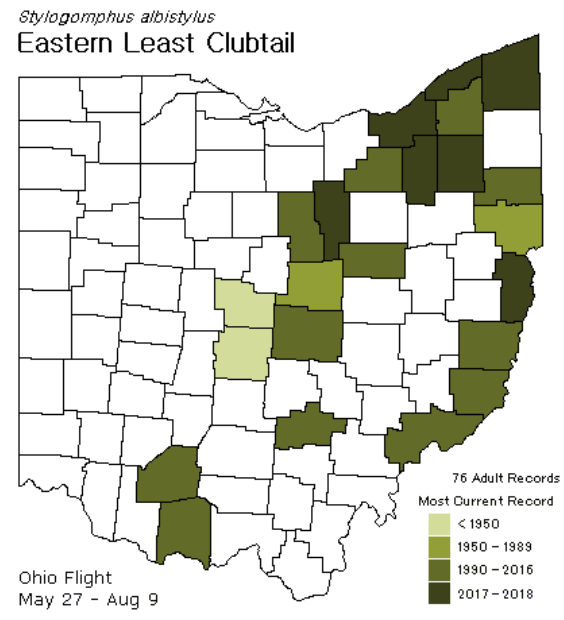 Stylogomphus albistylus
Eastern Least Clubtail
76 Adult Records
Most Current Record
< 1950
1950 - 1989
1990 - 2016
2017 - 2018
Ohio Flight
May 27 - Aug 9